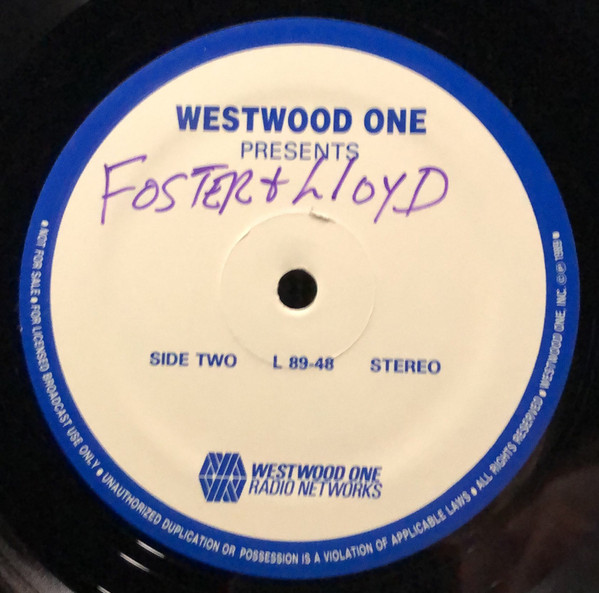 WESTWOOD ONE
PRESENTS
FOSTER & LLOYD
SIDE TWO L 89-48 STEREO
WESTWOOD ONE
RADIO NETWORKS
• NOT FOR SALE • FOR LICENSED BROADCAST USE ONLY • UNAUTHORIZED DUPLICATION OR POSSESSION IS A VIOLATION OF APPLICABLE LAWS • ALL RIGHTS RESERVED • WESTWOOD ONE, INC. © ℗ 1989 •